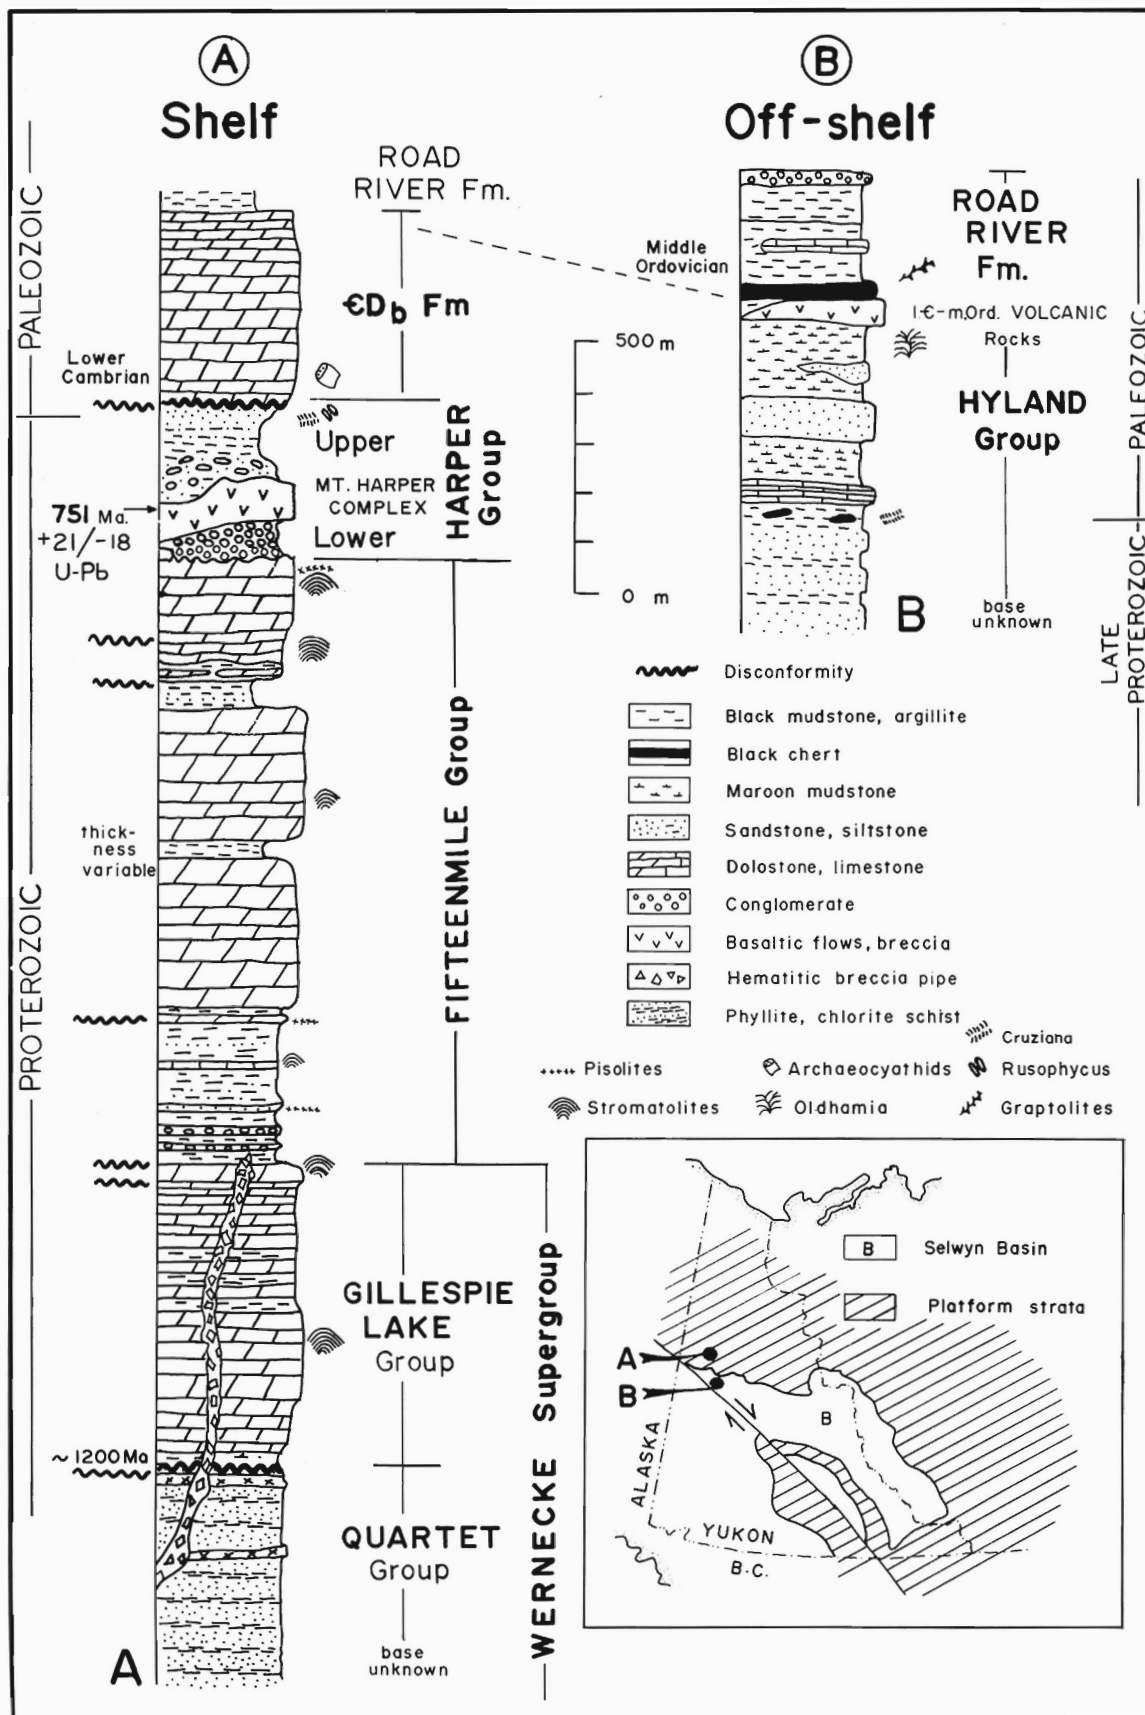 A
Shelf
B
Off-shelf
ROAD
RIVER Fm.
ROAD
RIVER
Fm.
Middle
Ordovician
PALEOZOIC
PALEOZOIC
ЄDb Fm
500 m
l.Є-m,Ord. VOLCANIC
Rocks
Lower
Cambrian
HYLAND
Group
Upper
MT. HARPER
COMPLEX
Lower
HARPER
Group
751 Ma.
+21/-18
U-Pb
0 m
B
base
unknown
LATE
PROTEROZOIC
Disconformity
Black mudstone, argillite
Black chert
Maroon mudstone
Sandstone, siltstone
Dolostone, limestone
Conglomerate
Basaltic flows, breccia
Hematitic breccia pipe
Phyllite, chlorite schist
Cruziana
Pisolites
Archaeocyathids
Rusophycus
Stromatolites
Oldhamia
Graptolites
thick-
ness
variable
PROTEROZOIC
FIFTEENMILE Group
GILLESPIE
LAKE
Group
~ 1200 Ma
QUARTET
Group
WERNECKE Supergroup
base
unknown
A
B
Selwyn Basin
Platform strata
A
B
B
ALASKA
YUKON
B.C.